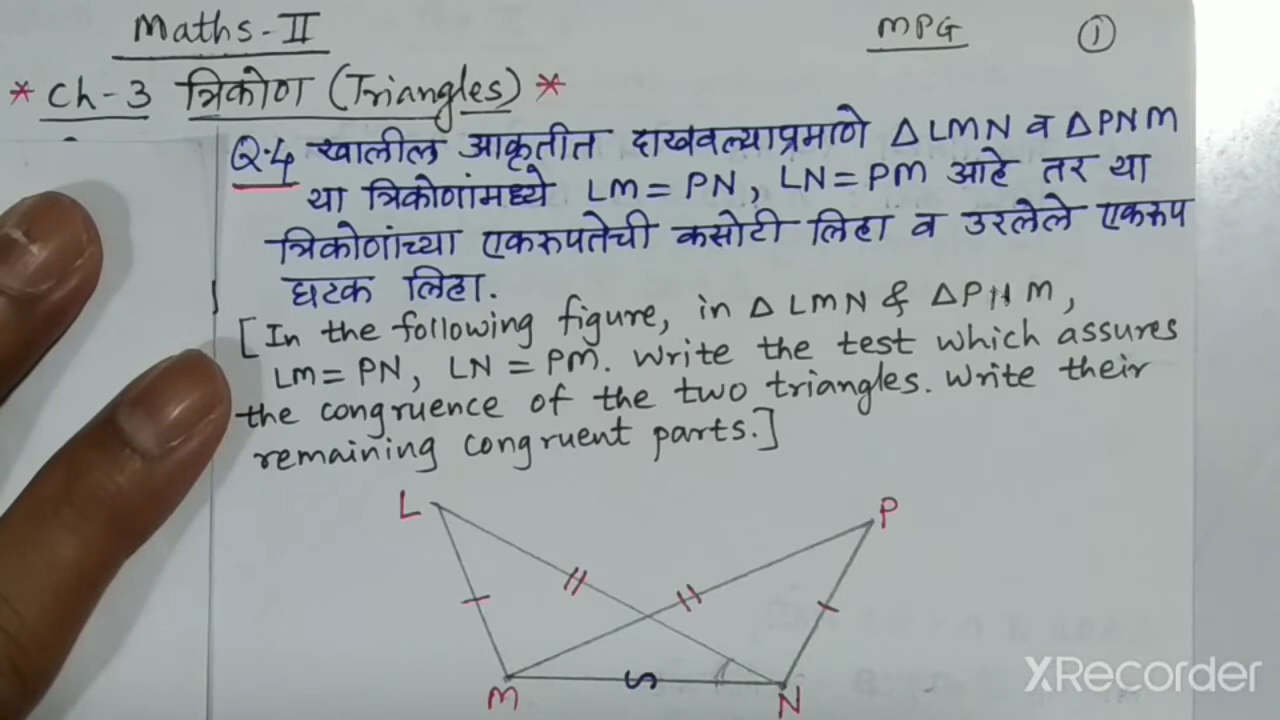 Maths-II MPG 1
* Ch-3 त्रिकोण (Triangles) *
Q.4 खालील आकृतीत दाखवल्याप्रमाणे △LMN व △PNM
या त्रिकोणांमध्ये LM = PN, LN = PM आहे तर या
त्रिकोणांच्या एकरुपतेची कसोटी लिहा व उरलेले एकरुप
घटक लिहा.
[In the following figure, in △LMN & △PNM,
LM = PN, LN = PM. Write the test which assures
the congruence of the two triangles. Write their
remaining congruent parts.]
L P
M N
XRecorder